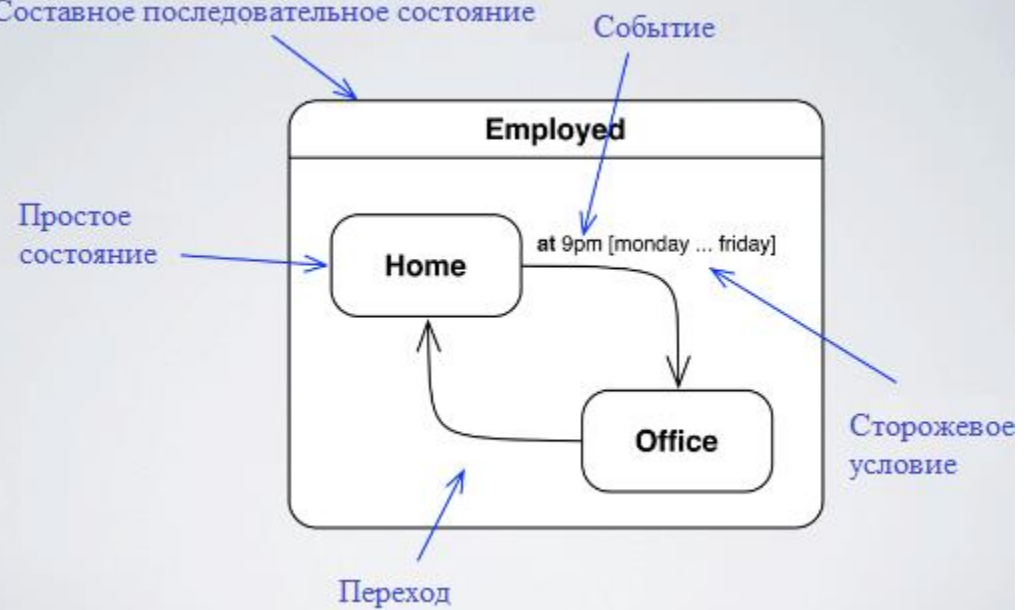 Составное последовательное состояние
Событие
Employed
Простое
состояние
at 9pm [monday ... friday]
Home
Office
Сторожевое
условие
Переход